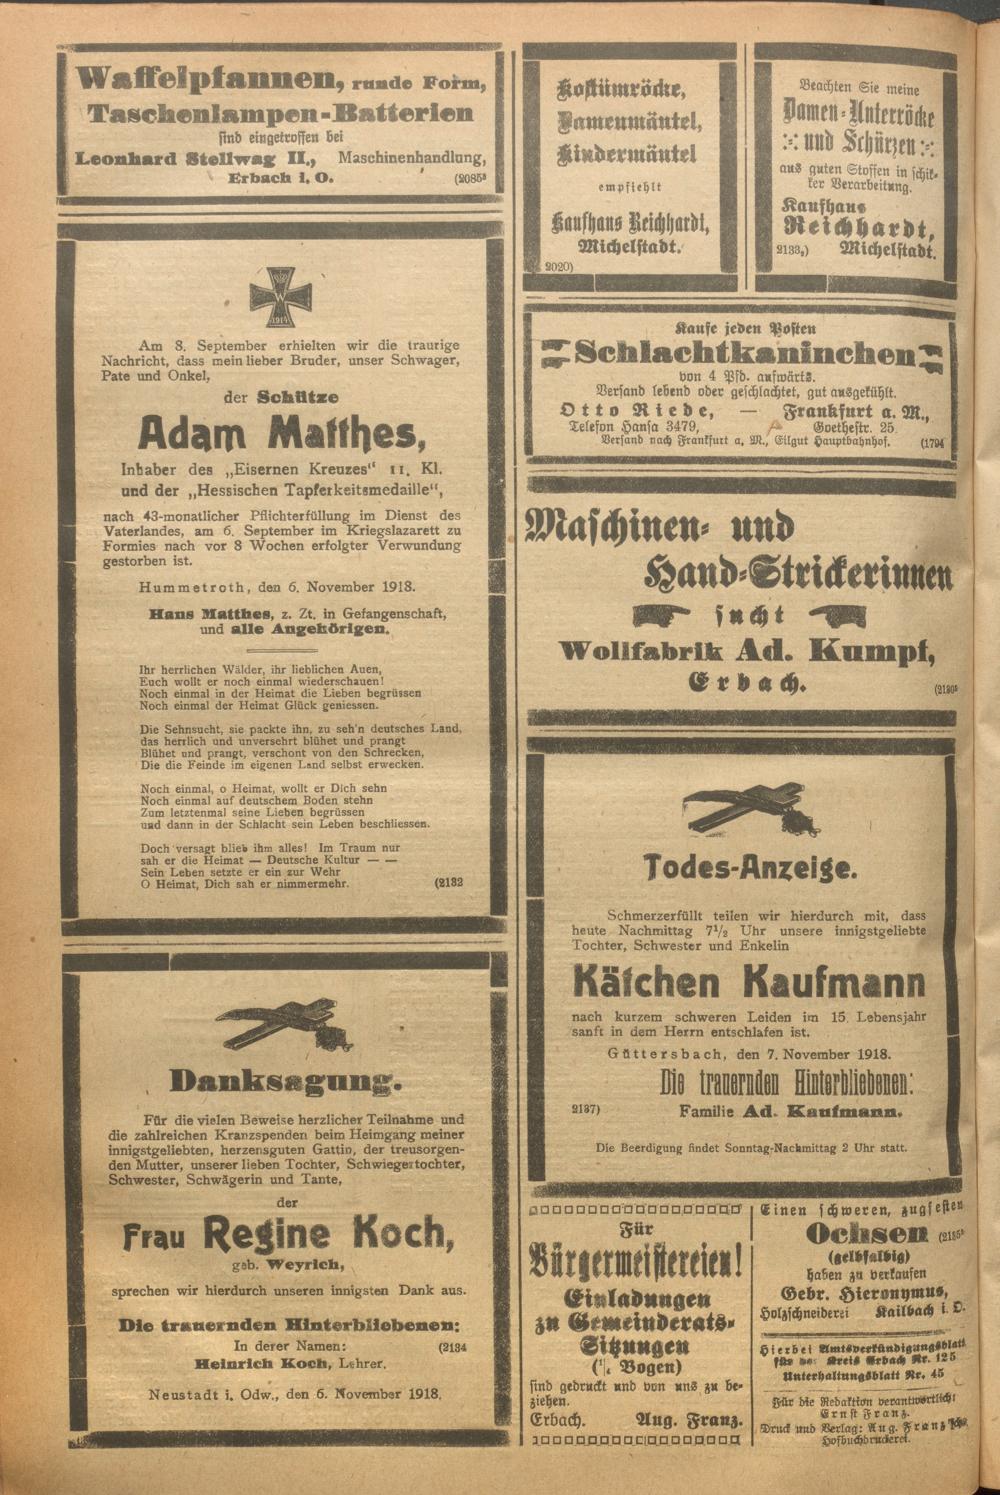 Waffelpfannen, runde Form,
Taschenlampen-Batterien
sind eingetroffen bei
Leonhard Stellwag II., Maschinenhandlung,
Erbach i. O. (2085
Am 8. September erhielten wir die traurige
Nachricht, dass mein lieber Bruder, unser Schwager,
Pate und Onkel,
der Schütze
Adam Matthes,
Inhaber des „Eisernen Kreuzes“ II. Kl.
und der „Hessischen Tapferkeitsmedaille“,
nach 43-monatlicher Pflichterfüllung im Dienst des
Vaterlandes, am 6. September im Kriegslazarett zu
Formies nach vor 8 Wochen erfolgter Verwundung
gestorben ist.
Hummetroth, den 6. November 1918.
Hans Matthes, z. Zt. in Gefangenschaft,
und alle Angehörigen.
Ihr herrlichen Wälder, ihr lieblichen Auen,
Euch wollt er noch einmal wiederschauen!
Noch einmal in der Heimat die Lieben begrüssen
Noch einmal der Heimat Glück geniessen.
Die Sehnsucht, sie packte ihn, zu seh'n deutsches Land,
das herrlich und unversehrt blühet und prangt
Blühet und prangt, verschont von den Schrecken,
Die die Feinde im eigenen Land selbst erwecken.
Noch einmal, o Heimat, wollt er Dich sehn
Noch einmal auf deutschem Boden stehn
Zum letztenmal seine Lieben begrüssen
und dann in der Schlacht sein Leben beschliessen.
Doch versagt blieb ihm alles! Im Traum nur
sah er die Heimat — Deutsche Kultur — —
Sein Leben setzte er ein zur Wehr
O Heimat, Dich sah er nimmermehr. (2132
Danksagung.
Für die vielen Beweise herzlicher Teilnahme und
die zahlreichen Kranzspenden beim Heimgang meiner
innigstgeliebten, herzensguten Gattin, der treusorgen-
den Mutter, unserer lieben Tochter, Schwiegertochter,
Schwester, Schwägerin und Tante,
der
Frau Regine Koch,
geb. Weyrich,
sprechen wir hierdurch unseren innigsten Dank aus.
Die trauernden Hinterbliebenen:
In derer Namen: (2134
Heinrich Koch, Lehrer.
Neustadt i. Odw., den 6. November 1918.
Kostümröcke,
Damenmäntel,
Kindermäntel
empfiehlt
Kaufhaus Reichhardt,
Michelstadt.
2020)
Beachten Sie meine
Damen-Unterröcke
:-: und Schürzen :-:
aus guten Stoffen in schik-
ker Verarbeitung.
Kaufhaus
Reichhardt,
2133) Michelstadt.
Kaufe jeden Posten
Schlachtkaninchen
von 4 Pfd. aufwärts.
Versand lebend oder geschlachtet, gut ausgekühlt.
Otto Riede, — Frankfurt a. M.,
Telefon Hansa 3479, Goethestr. 25.
Versand nach Frankfurt a. M., Eilgut Hauptbahnhof. (1794
Maschinen- und
Hand-Strickerinnen
sucht
Wollfabrik Ad. Kumpf,
Erbach.
Todes-Anzeige.
Schmerzerfüllt teilen wir hierdurch mit, dass
heute Nachmittag 7½ Uhr unsere innigstgeliebte
Tochter, Schwester und Enkelin
Kätchen Kaufmann
nach kurzem schweren Leiden im 15. Lebensjahr
sanft in dem Herrn entschlafen ist.
Güttersbach, den 7. November 1918.
Die trauernden Hinterbliebenen:
2137) Familie Ad. Kaufmann.
Die Beerdigung findet Sonntag-Nachmittag 2 Uhr statt.
Für
Bürgermeistereien!
Einladungen
zu Gemeinderats-
Sitzungen
(¼ Bogen)
sind gedruckt und von uns zu be-
ziehen.
Erbach. Aug. Franz.
Einen schweren, zugfesten
Ochsen (2135
(gelbfalbig)
haben zu verkaufen
Gebr. Hieronymus,
Holzschneiderei Kailbach i. O.
Hierbei Amtsverkündigungsblatt
für den Kreis Erbach Nr. 125
Unterhaltungsblatt Nr. 45
Für die Redaktion verantwortlich:
Ernst Franz.
Druck und Verlag: Aug. Franz
Hofbuchdruckerei.